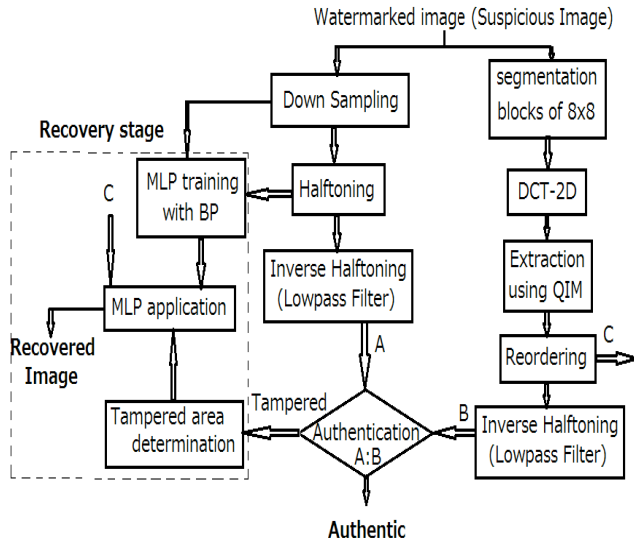 Watermarked image (Suspicious Image)
Down Sampling
segmentation
blocks of 8x8
Recovery stage
MLP training
with BP
Halftoning
DCT-2D
C
Inverse Halftoning
(Lowpass Filter)
Extraction
using QIM
MLP application
A
Reordering
C
Recovered
Image
Tampered area
determination
Tampered
Authentication
A:B
B
Inverse Halftoning
(Lowpass Filter)
Authentic